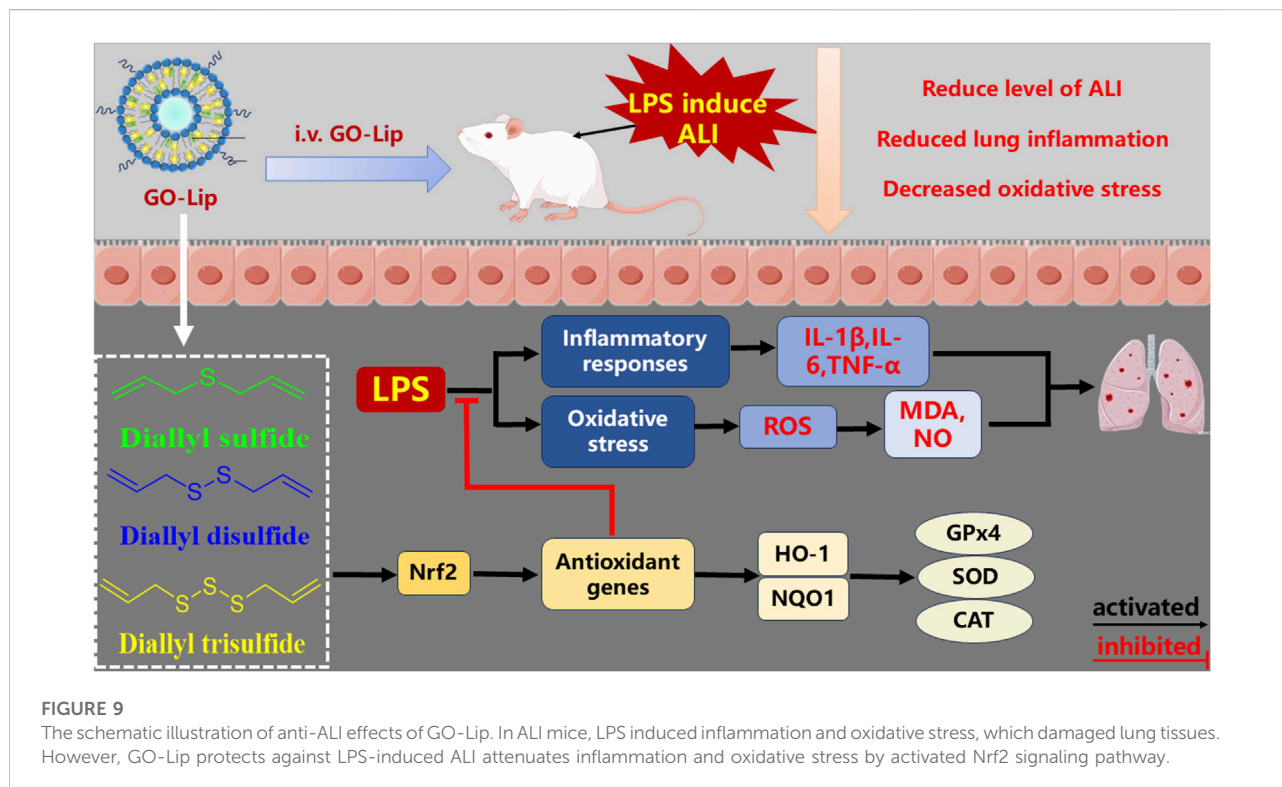 LPS induce
ALI
i.v. GO-Lip
GO-Lip
Reduce level of ALI
Reduced lung inflammation
Decreased oxidative stress
S
Diallyl sulfide
S
S
Diallyl disulfide
S
S
S
Diallyl trisulfide
LPS
Inflammatory
responses
IL-1β,IL-
6,TNF-α
Oxidative
stress
ROS
MDA,
NO
Nrf2
Antioxidant
genes
HO-1
NQO1
GPx4
SOD
CAT
activated
inhibited
FIGURE 9
The schematic illustration of anti-ALI effects of GO-Lip. In ALI mice, LPS induced inflammation and oxidative stress, which damaged lung tissues.
However, GO-Lip protects against LPS-induced ALI attenuates inflammation and oxidative stress by activated Nrf2 signaling pathway.